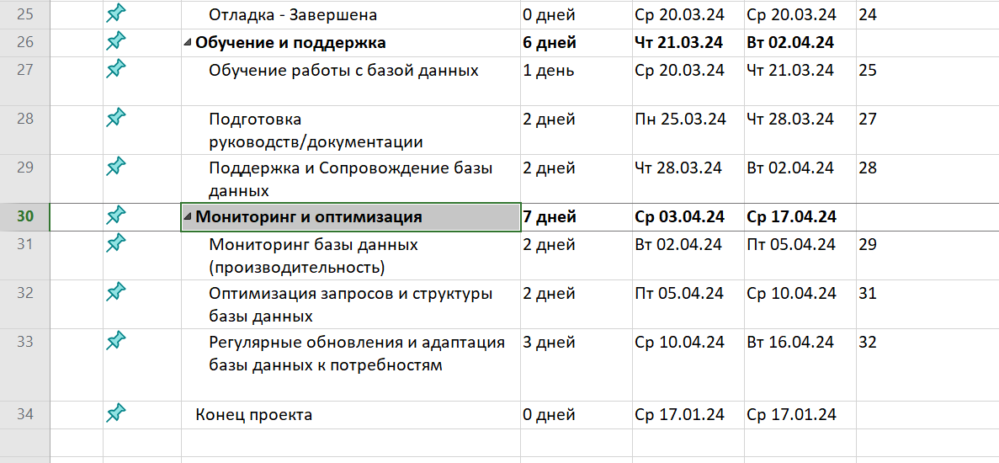 25 Отладка - Завершена 0 дней Ср 20.03.24 Ср 20.03.24 24
26 Обучение и поддержка 6 дней Чт 21.03.24 Вт 02.04.24
27 Обучение работы с базой данных 1 день Ср 20.03.24 Чт 21.03.24 25
28 Подготовка 2 дней Пн 25.03.24 Чт 28.03.24 27
руководств/документации
29 Поддержка и Сопровождение базы 2 дней Чт 28.03.24 Вт 02.04.24 28
данных
30 Мониторинг и оптимизация 7 дней Ср 03.04.24 Ср 17.04.24
31 Мониторинг базы данных 2 дней Вт 02.04.24 Пт 05.04.24 29
(производительность)
32 Оптимизация запросов и структуры 2 дней Пт 05.04.24 Ср 10.04.24 31
базы данных
33 Регулярные обновления и адаптация 3 дней Ср 10.04.24 Вт 16.04.24 32
базы данных к потребностям
34 Конец проекта 0 дней Ср 17.01.24 Ср 17.01.24